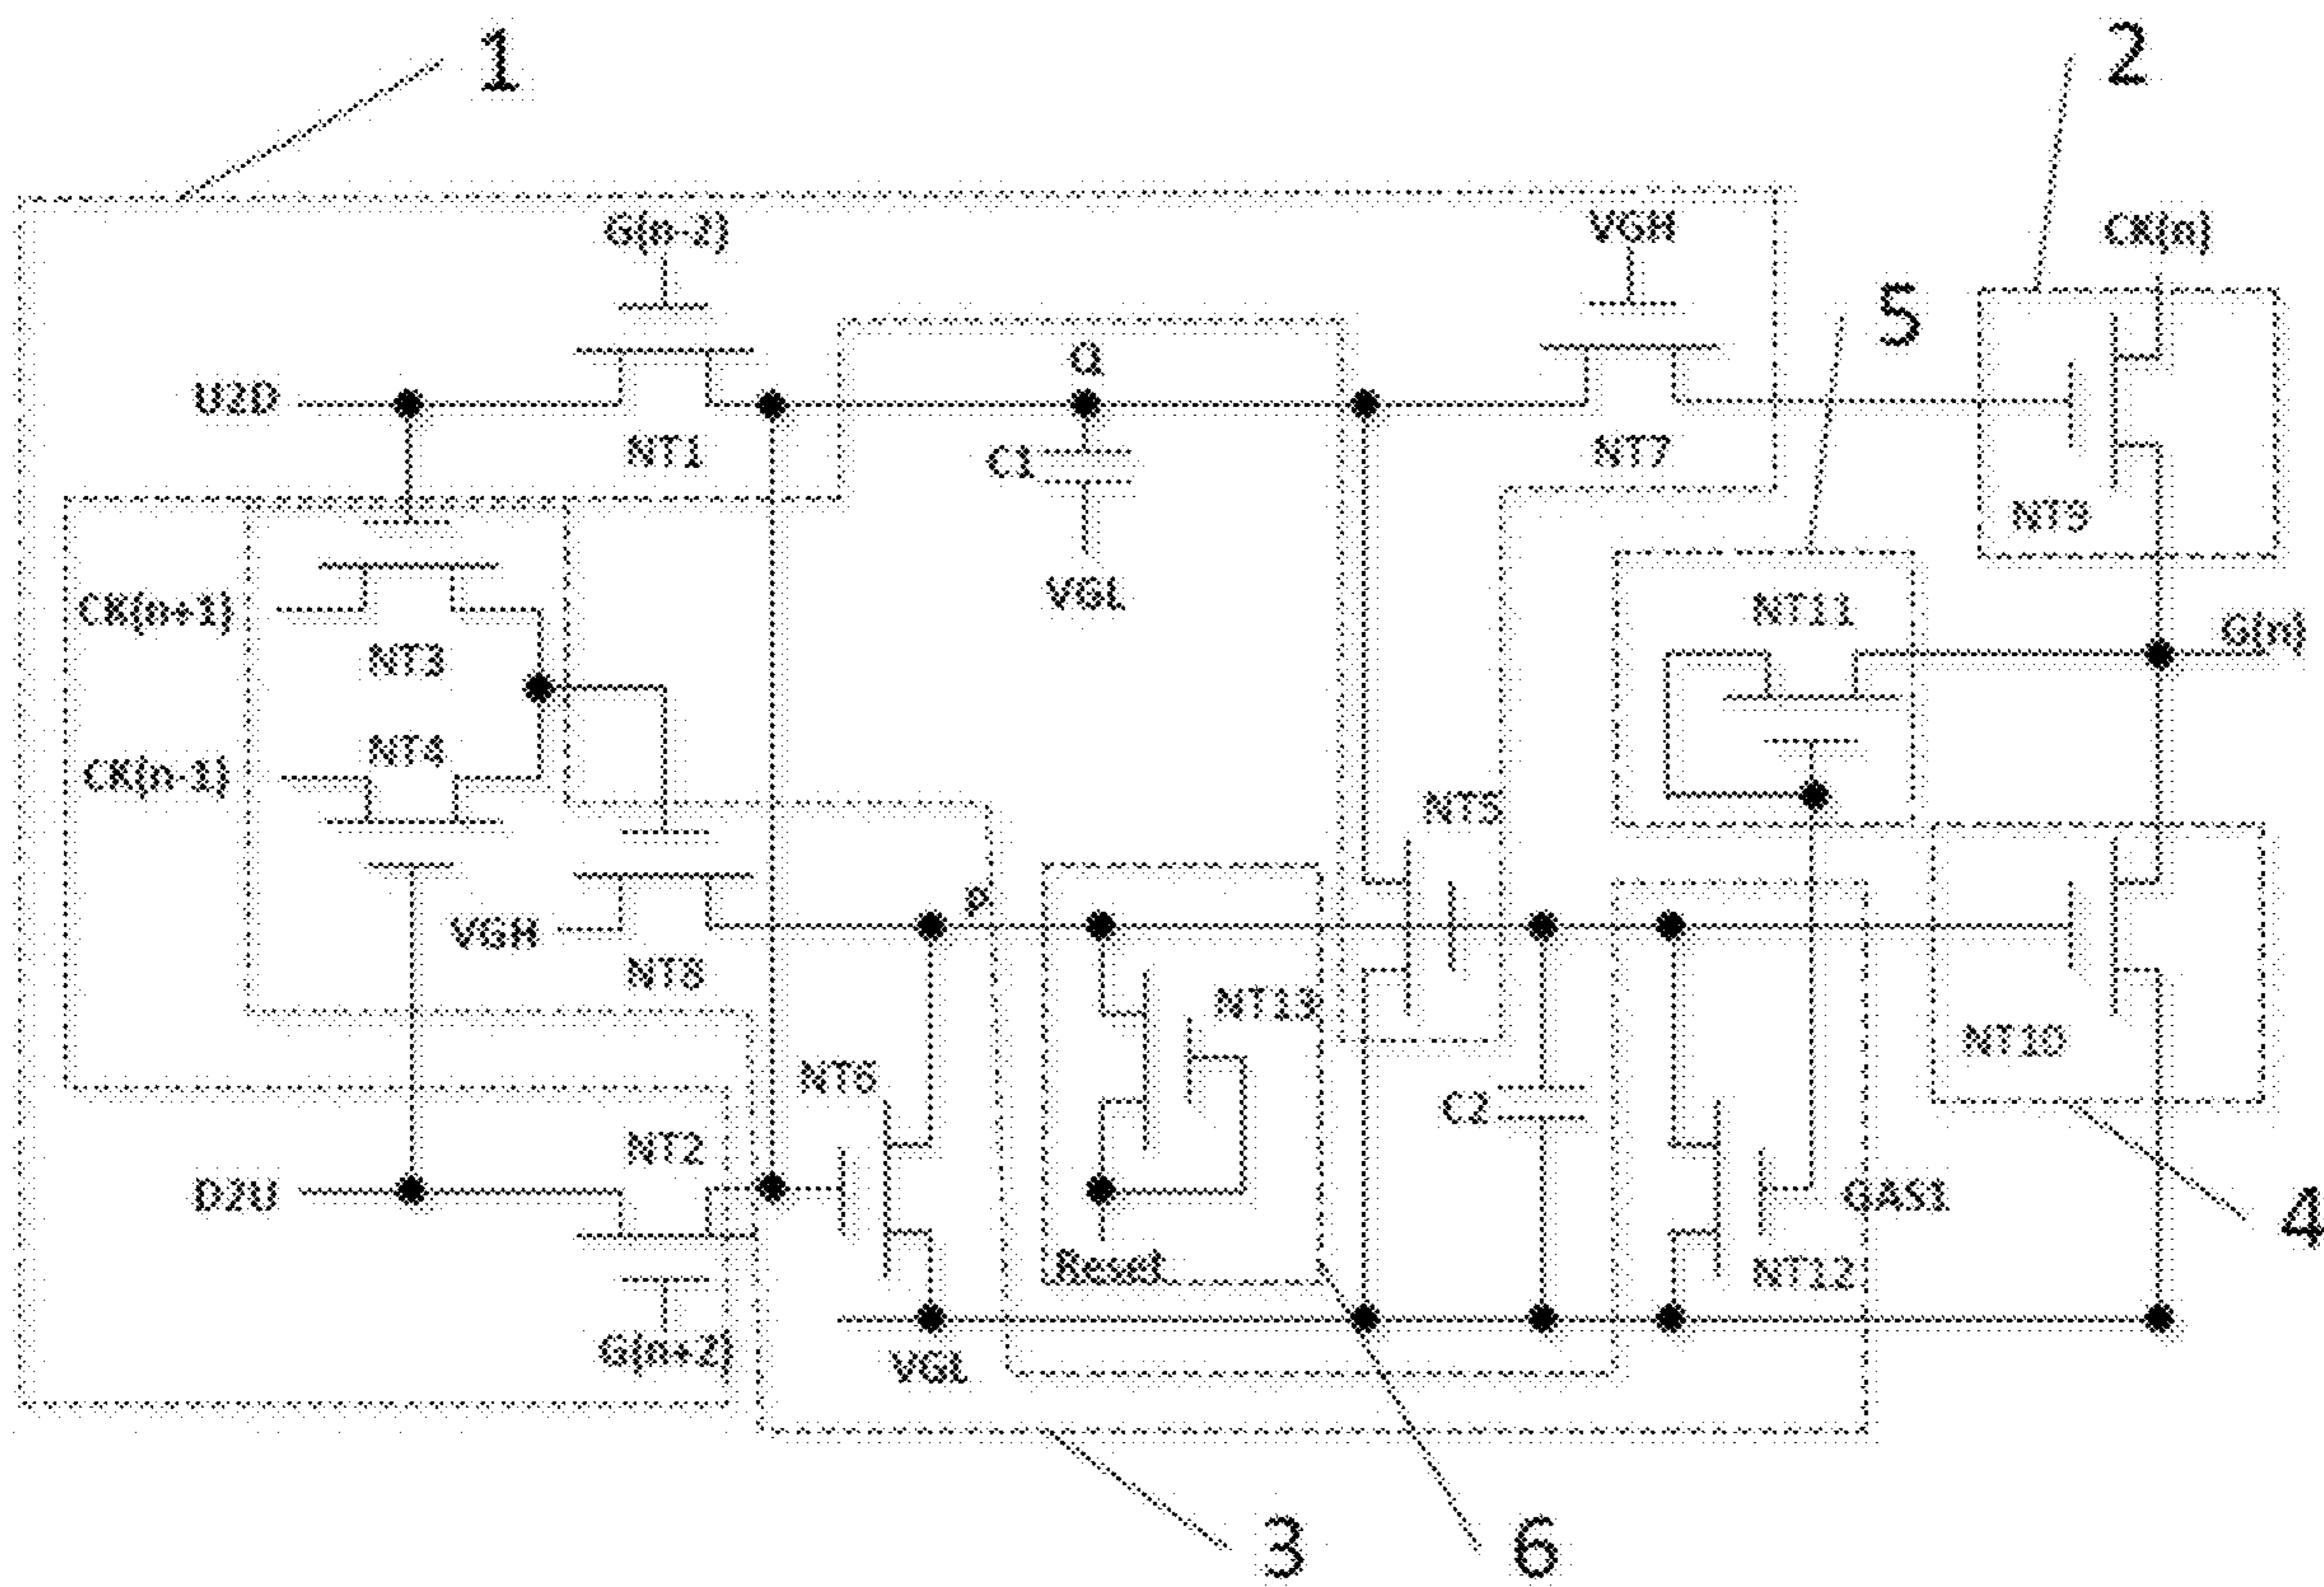 1
2
G(n-2)
VGH
CK(n)
5
Q
U2D
NT1
C1
NT7
NT9
VGL
CK(n+1)
NT11
G(n)
NT3
NT4
CK(n-1)
NT5
P
VGH
NT8
NT13
NT10
NT6
C2
NT2
D2U
GAS1
4
Reset
NT12
G(n+2)
VGL
3
6